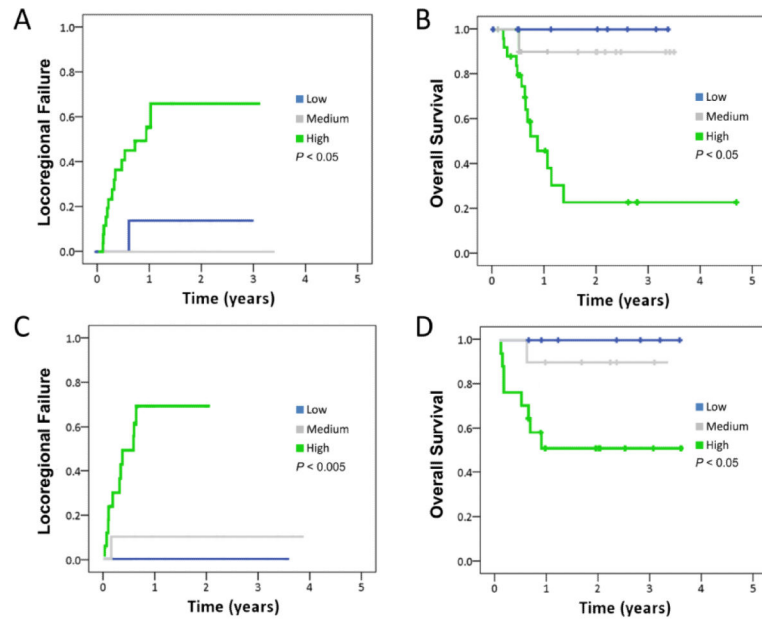 A
Locoregional Failure
1.0
0.8
0.6
0.4
0.2
0.0
0 1 2 3 4 5
Time (years)
Low
Medium
High
P < 0.05
B
Overall Survival
1.0
0.8
0.6
0.4
0.2
0.0
0 1 2 3 4 5
Time (years)
Low
Medium
High
P < 0.05
C
Locoregional Failure
1.0
0.8
0.6
0.4
0.2
0.0
0 1 2 3 4 5
Time (years)
Low
Medium
High
P < 0.005
D
Overall Survival
1.0
0.8
0.6
0.4
0.2
0.0
0 1 2 3 4 5
Time (years)
Low
Medium
High
P < 0.05